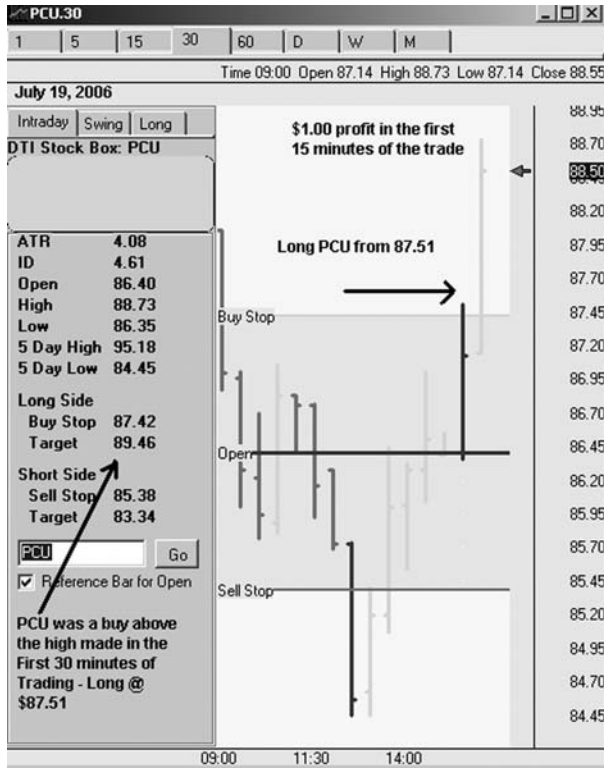 PCU.30
1 5 15 30 60 D W M
Time 09:00 Open 87.14 High 88.73 Low 87.14 Close 88.55
July 19, 2006
Intraday Swing Long
DTI Stock Box: PCU
ATR 4.08
ID 4.61
Open 86.40
High 88.73
Low 86.35
5 Day High 95.18
5 Day Low 84.45
Long Side
Buy Stop 87.42
Target 89.46
Short Side
Sell Stop 85.38
Target 83.34
PCU Go
Reference Bar for Open
PCU was a buy above
the high made in the
First 30 minutes of
Trading - Long @
$87.51
$1.00 profit in the first
15 minutes of the trade
Long PCU from 87.51
Buy Stop
Open
Sell Stop
88.95
88.70
88.50
88.20
87.95
87.70
87.45
87.20
86.95
86.70
86.45
86.20
85.95
85.70
85.45
85.20
84.95
84.70
84.45
09:00 11:30 14:00